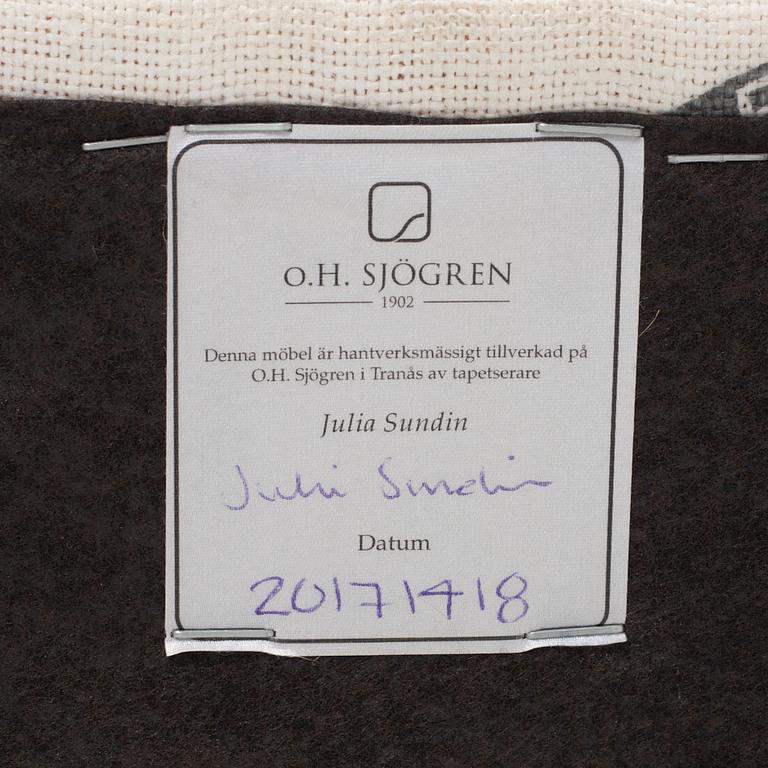 O.H. SJÖGREN
1902
Denna möbel är hantverksmässigt tillverkad på
O.H. Sjögren i Tranås av tapetserare
Julia Sundin
Julia Sundin
Datum
20171418